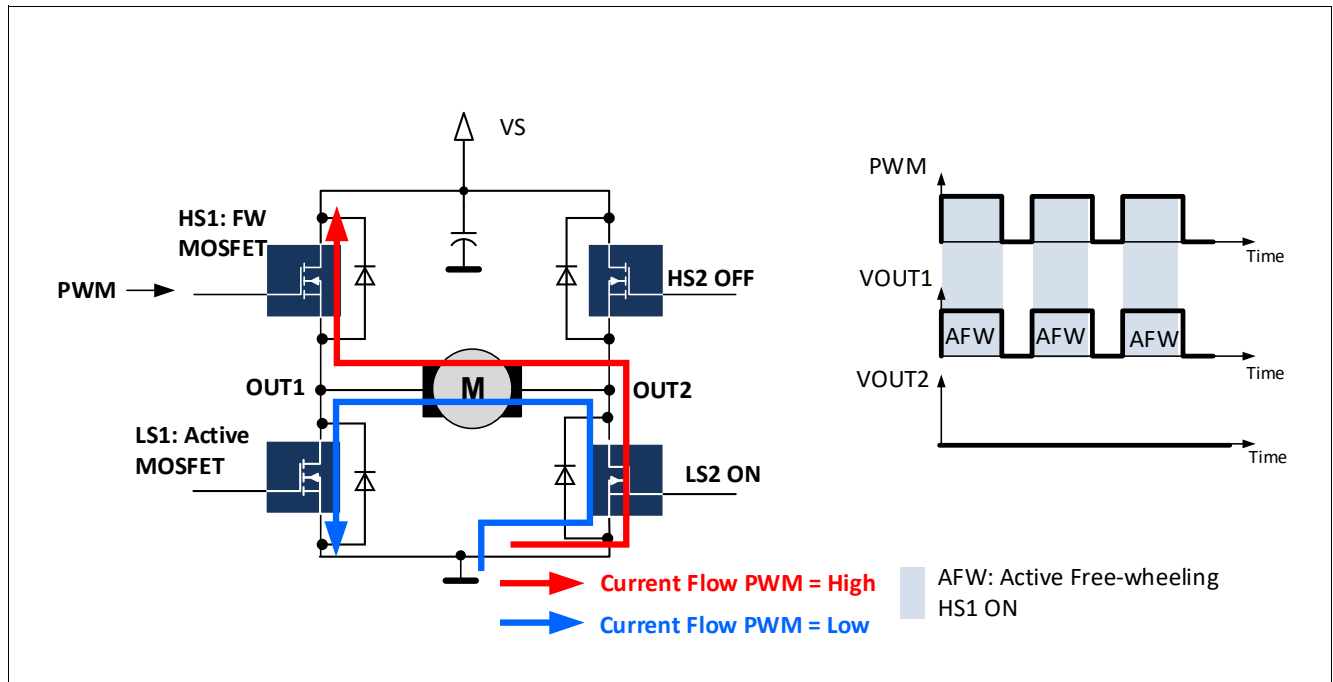 VS
HS1: FW
MOSFET
PWM
HS2 OFF
OUT1
M
OUT2
LS1: Active
MOSFET
LS2 ON
Current Flow PWM = High
Current Flow PWM = Low
PWM
Time
VOUT1
AFW
AFW
AFW
Time
VOUT2
Time
AFW: Active Free-wheeling
HS1 ON